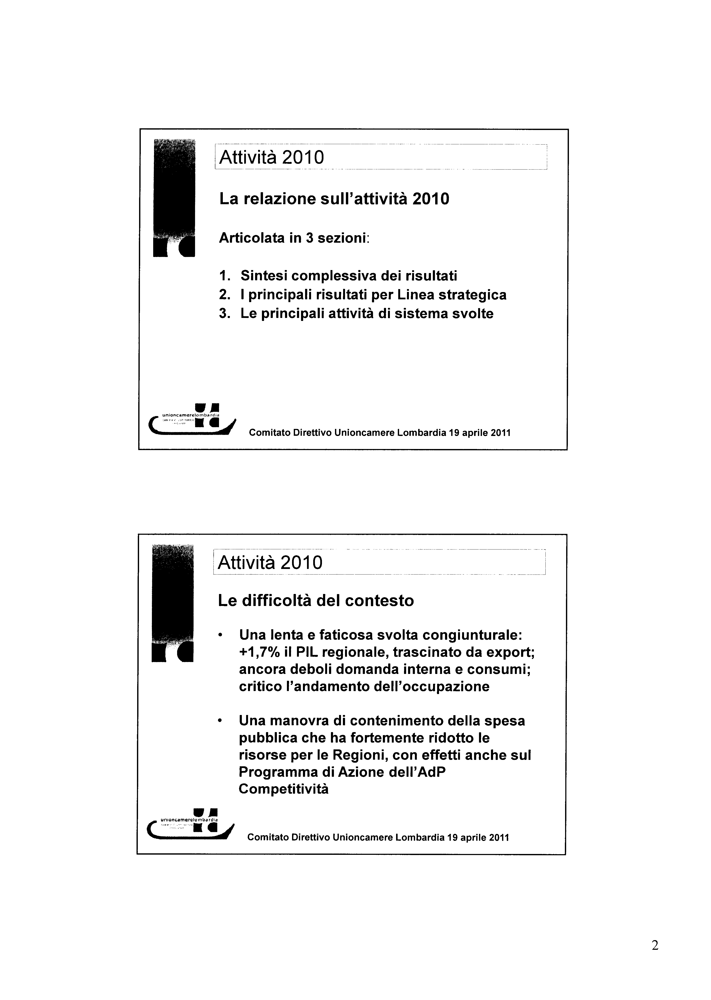 Attività 2010
La relazione sull'attività 2010
Articolata in 3 sezioni:
1. Sintesi complessiva dei risultati
2. I principali risultati per Linea strategica
3. Le principali attività di sistema svolte
unioncamerelombardia
Comitato Direttivo Unioncamere Lombardia 19 aprile 2011
Attività 2010
Le difficoltà del contesto
• Una lenta e faticosa svolta congiunturale:
+1,7% il PIL regionale, trascinato da export;
ancora deboli domanda interna e consumi;
critico l'andamento dell'occupazione
• Una manovra di contenimento della spesa
pubblica che ha fortemente ridotto le
risorse per le Regioni, con effetti anche sul
Programma di Azione dell'AdP
Competitività
unioncamerelombardia
Comitato Direttivo Unioncamere Lombardia 19 aprile 2011
2